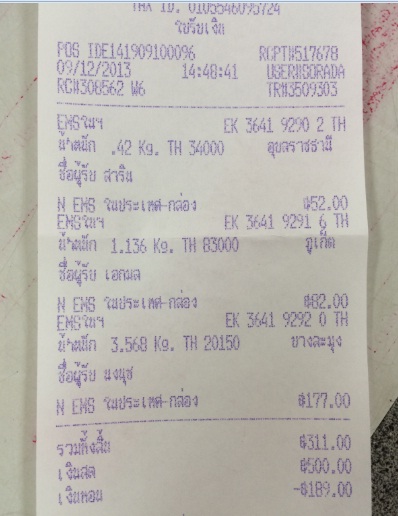 TAX ID. 0105546095724
ใบรับเงิน
POS IDE141909100096 RCPT#517678
09/12/2013 14:48:41 USER#SORADA
RC#308562 W6 TR#3509303
EMSในฯ EK 3641 9290 2 TH
น้ำหนัก .42 Kg. TH 34000 อุบลราชธานี
ชื่อผู้รับ สาริน
N EMS ในประเทศ-กล่อง ฿52.00
EMSในฯ EK 3641 9291 6 TH
น้ำหนัก 1.136 Kg. TH 83000 ภูเก็ต
ชื่อผู้รับ เอกมล
N EMS ในประเทศ-กล่อง ฿82.00
EMSในฯ EK 3641 9292 0 TH
น้ำหนัก 3.568 Kg. TH 20150 บางละมุง
ชื่อผู้รับ นงนุช
N EMS ในประเทศ-กล่อง ฿177.00
รวมทั้งสิ้น ฿311.00
เงินสด ฿500.00
เงินทอน -฿189.00